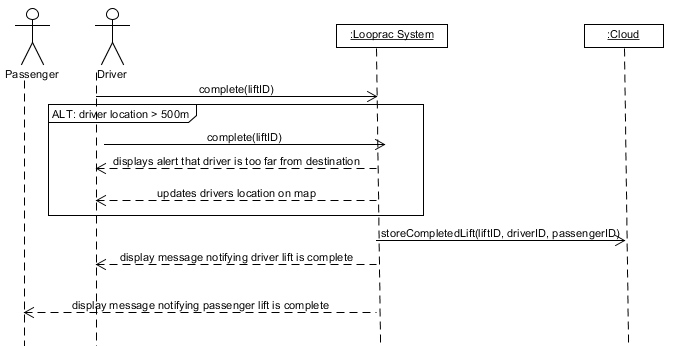 :Looprac System
:Cloud
Passenger
Driver
complete(liftID)
ALT: driver location > 500m
complete(liftID)
displays alert that driver is too far from destination
updates drivers location on map
storeCompletedLift(liftID, driverID, passengerID)
display message notifying driver lift is complete
display message notifying passenger lift is complete